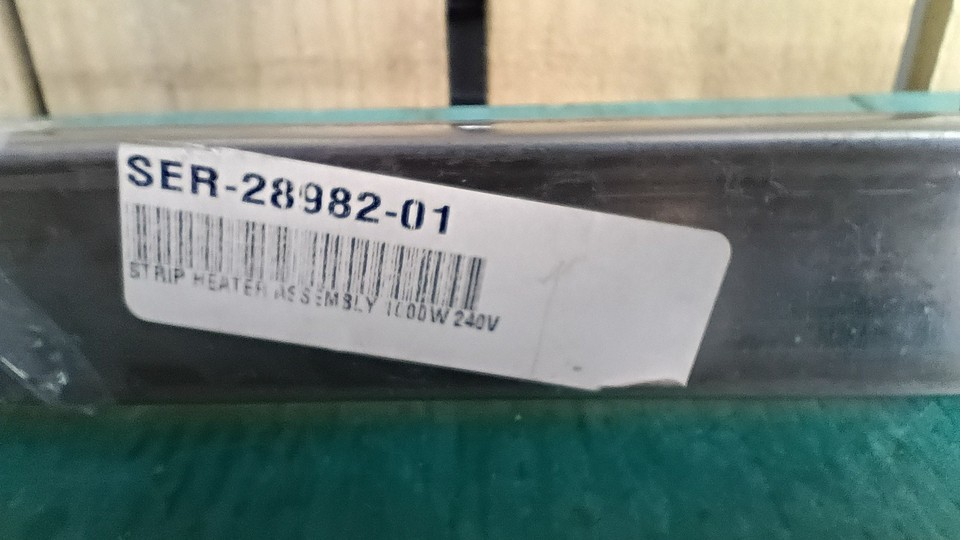 SER-28982-01
STRIP HEATER ASSEMBLY 1000W 240V